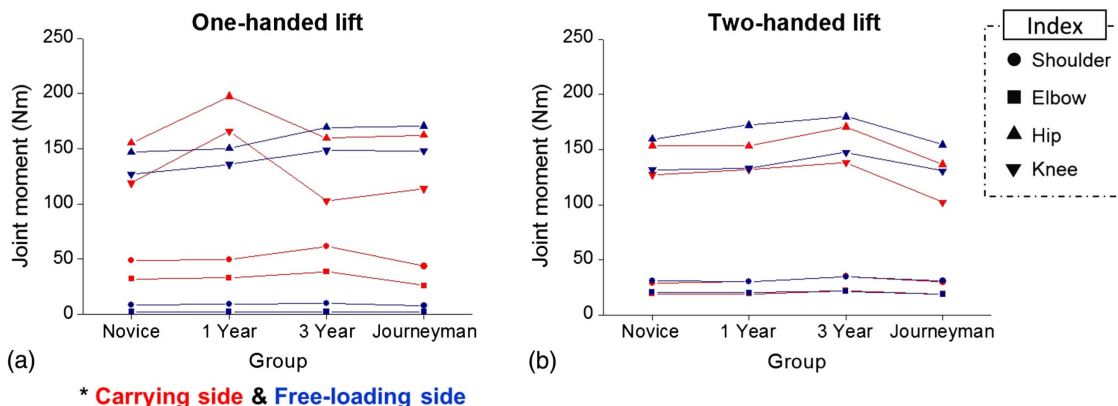 One-handed lift
250
200
150
100
50
0
Joint moment (Nm)
Novice 1 Year 3 Year Journeyman
Group
(a)
* Carrying side & Free-loading side
Two-handed lift
250
200
150
100
50
0
Joint moment (Nm)
Novice 1 Year 3 Year Journeyman
Group
(b)
Index
Shoulder
Elbow
Hip
Knee